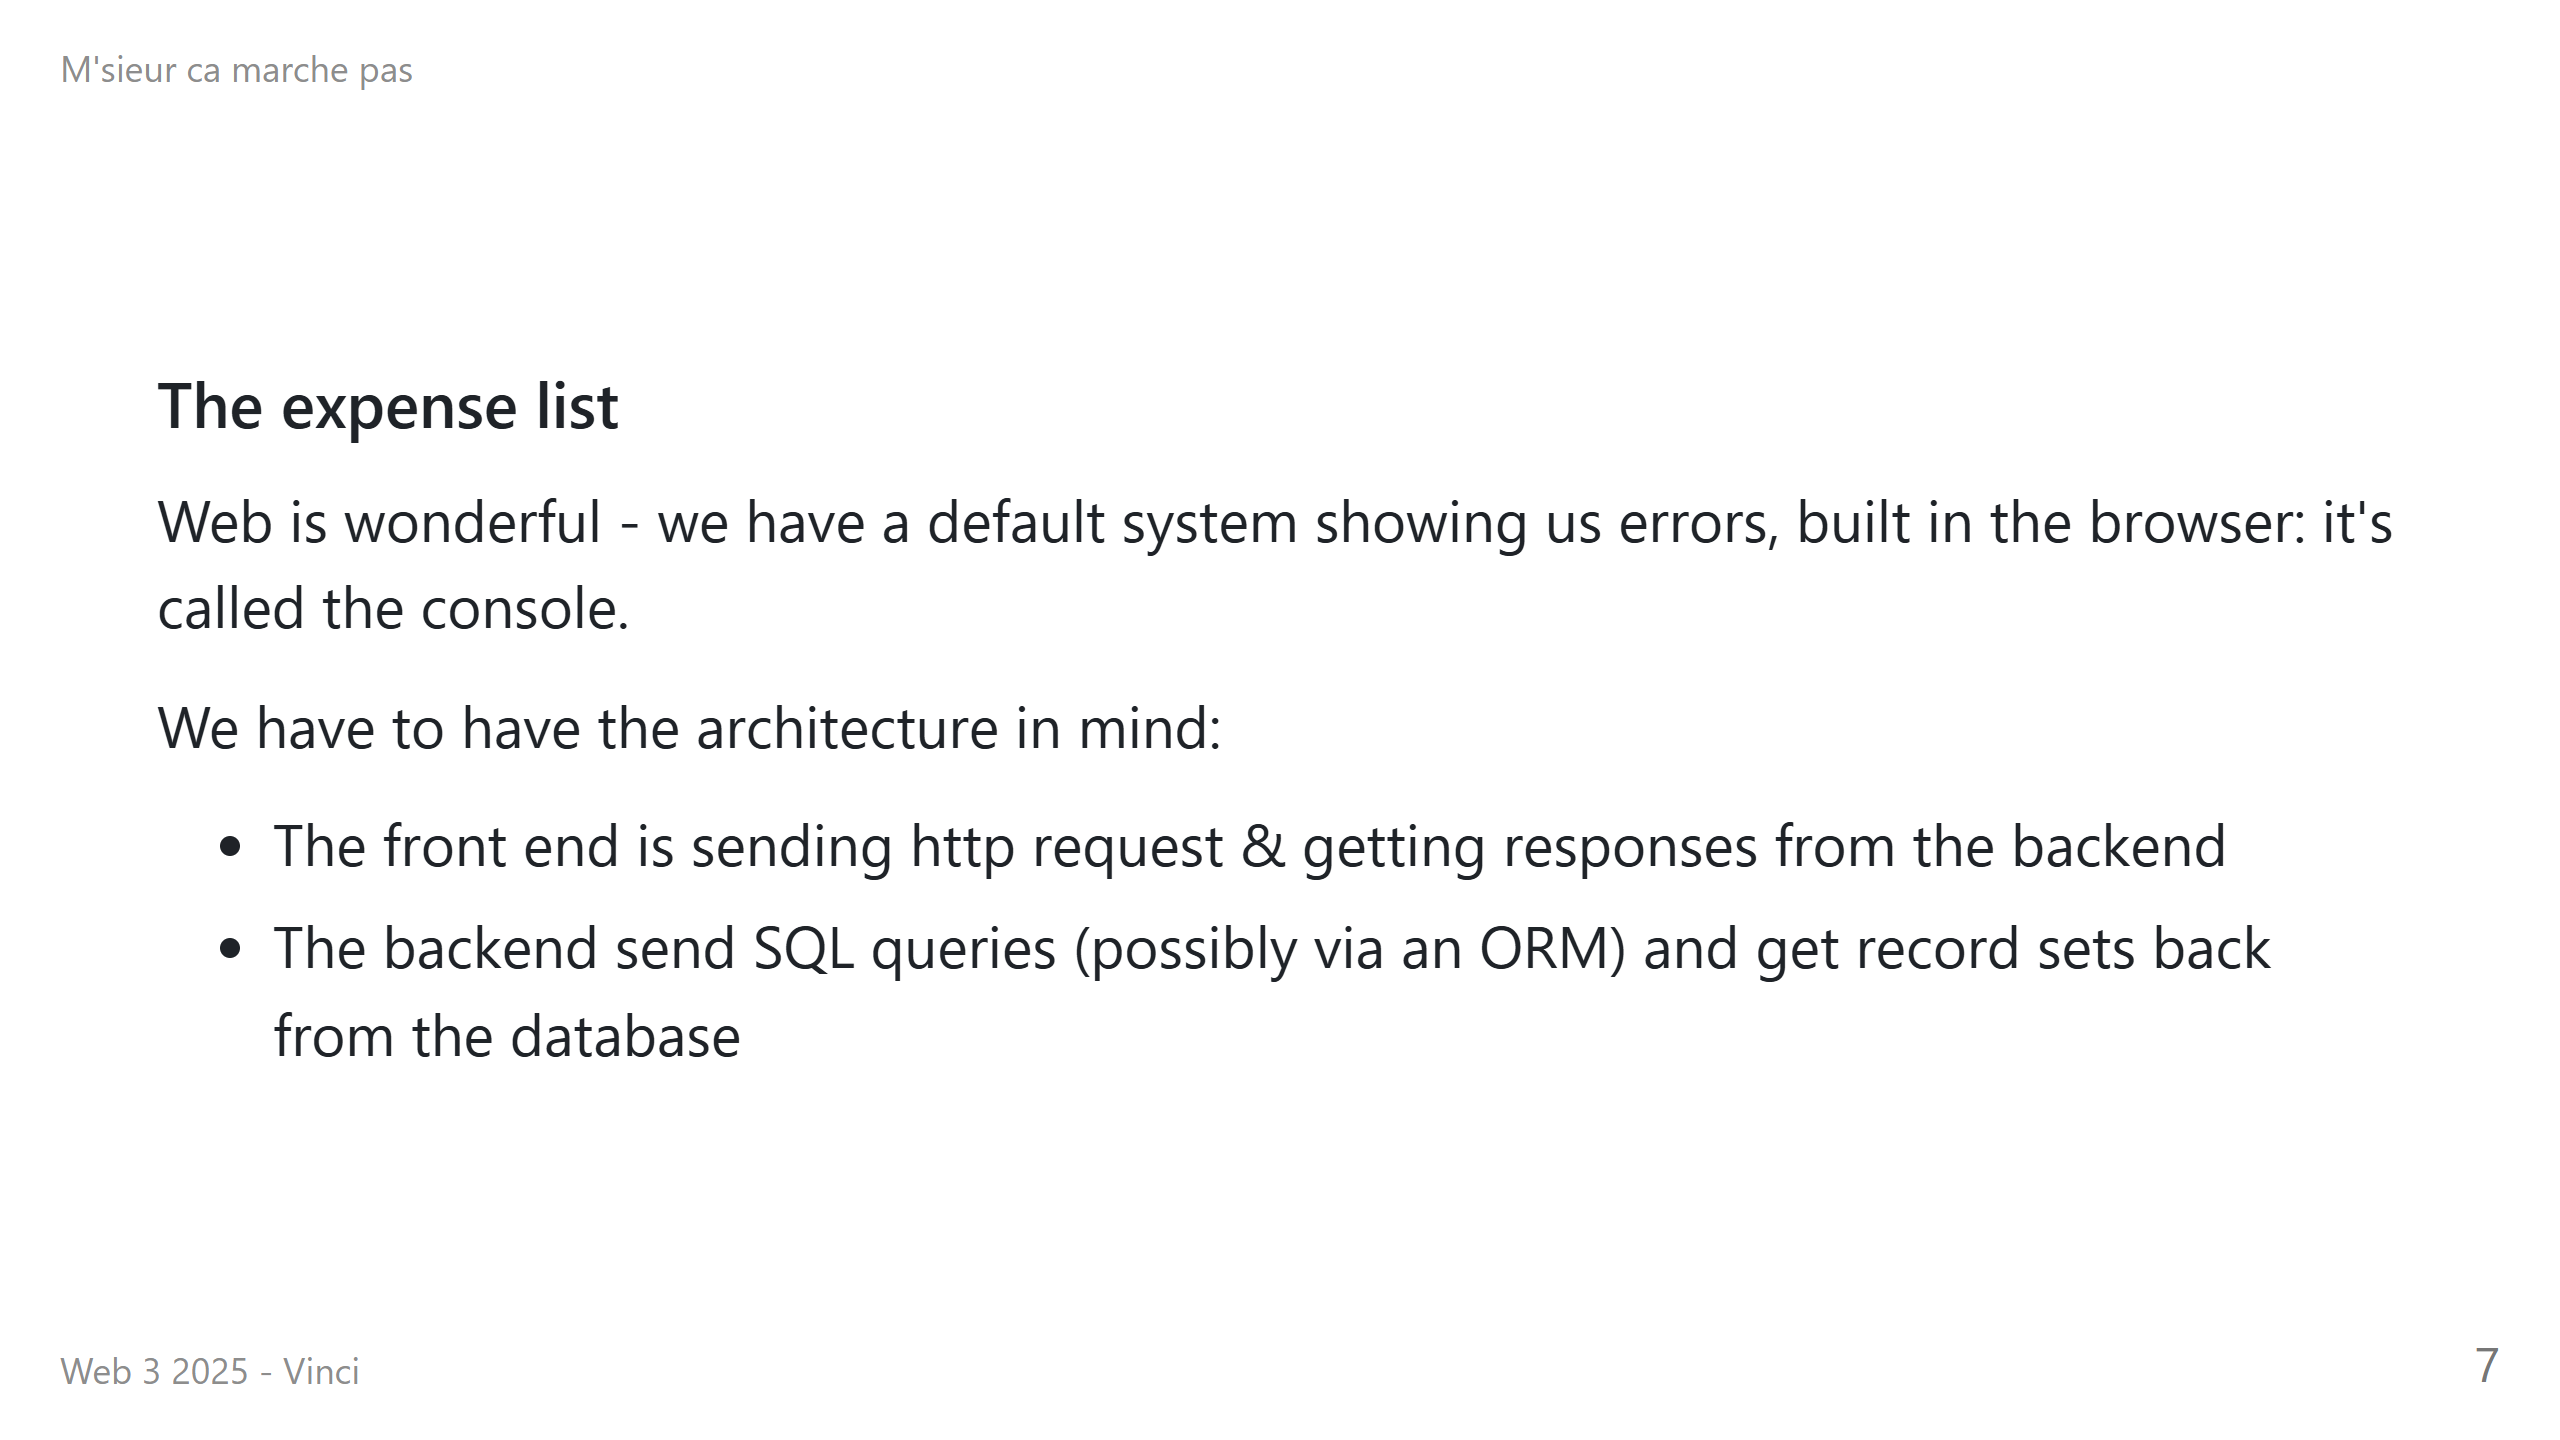 M'sieur ca marche pas
The expense list
Web is wonderful - we have a default system showing us errors, built in the browser: it's
called the console.
We have to have the architecture in mind:
• The front end is sending http request & getting responses from the backend
• The backend send SQL queries (possibly via an ORM) and get record sets back
from the database
Web 3 2025 - Vinci
7